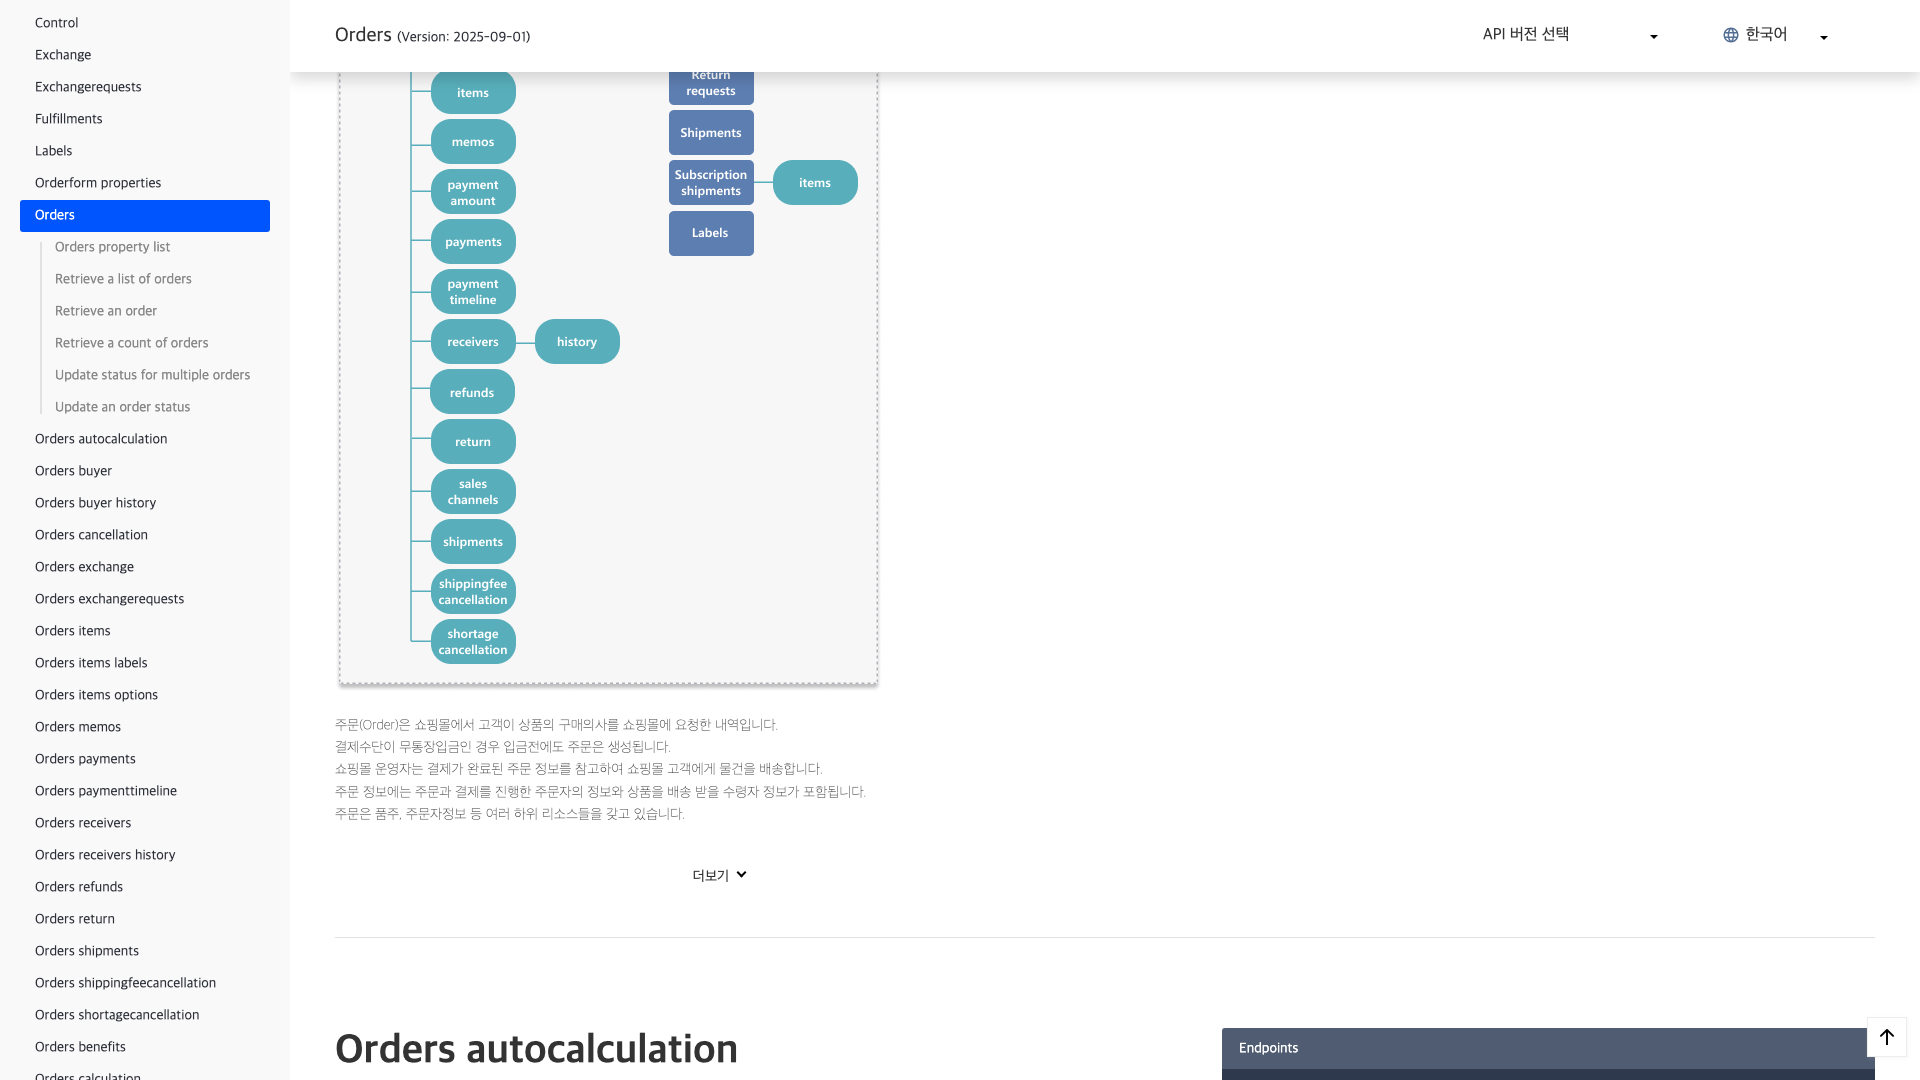 Control
Exchange
Exchangerequests
Fulfillments
Labels
Orderform properties
Orders
Orders property list
Retrieve a list of orders
Retrieve an order
Retrieve a count of orders
Update status for multiple orders
Update an order status
Orders autocalculation
Orders buyer
Orders buyer history
Orders cancellation
Orders exchange
Orders exchangerequests
Orders items
Orders items labels
Orders items options
Orders memos
Orders payments
Orders paymenttimeline
Orders receivers
Orders receivers history
Orders refunds
Orders return
Orders shipments
Orders shippingfeecancellation
Orders shortagecancellation
Orders benefits
Orders calculation
Orders (Version: 2025-09-01)
API 버전 선택
한국어
items
memos
payment
amount
payments
payment
timeline
receivers
history
refunds
return
sales
channels
shipments
shippingfee
cancellation
shortage
cancellation
Return
requests
Shipments
Subscription
shipments
items
Labels
주문(Order)은 쇼핑몰에서 고객이 상품의 구매의사를 쇼핑몰에 요청한 내역입니다.
결제수단이 무통장입금인 경우 입금전에도 주문은 생성됩니다.
쇼핑몰 운영자는 결제가 완료된 주문 정보를 참고하여 쇼핑몰 고객에게 물건을 배송합니다.
주문 정보에는 주문과 결제를 진행한 주문자의 정보와 상품을 배송 받을 수령자 정보가 포함됩니다.
주문은 품주, 주문자정보 등 여러 하위 리소스들을 갖고 있습니다.
더보기
Orders autocalculation
Endpoints